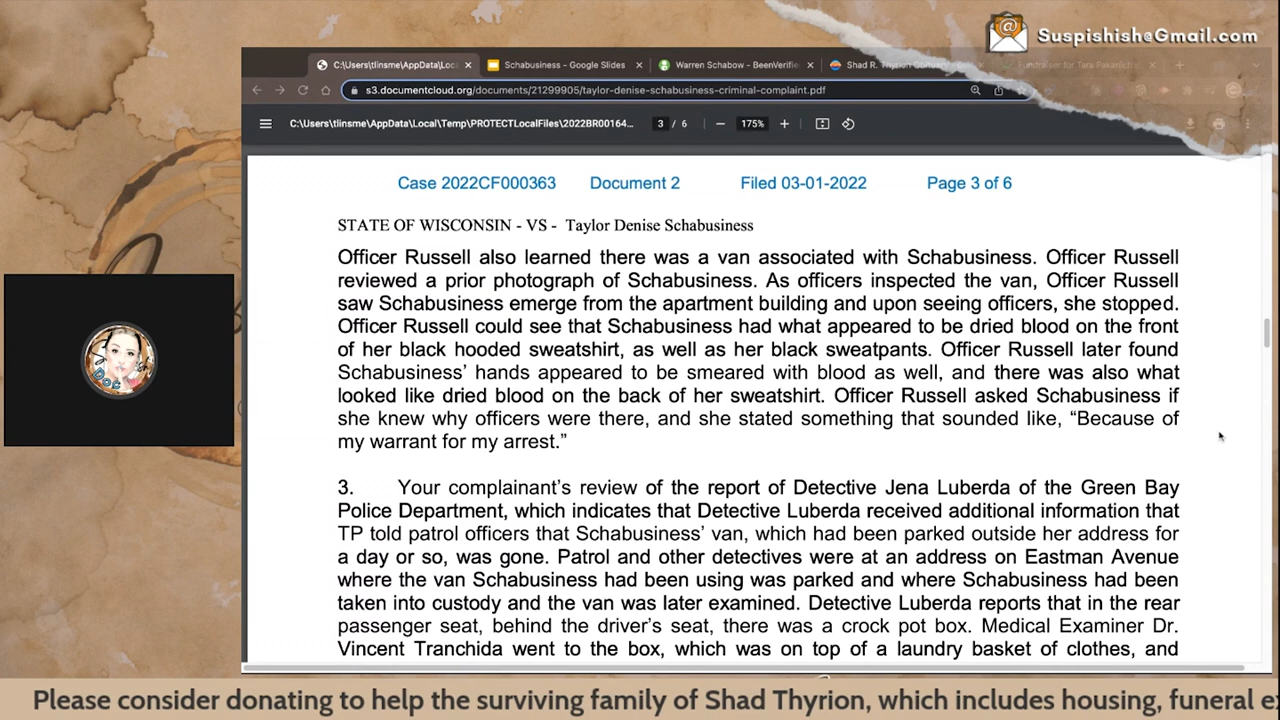 Suspishish@Gmail.com
C:\Users\tlinsme\AppData\Loca
Schabusiness - Google Slides
Warren Schabow - BeenVerifie
Shad R. Thyrion Obituary
Fundraiser for Tara Pakanich
s3.documentcloud.org/documents/21299905/taylor-denise-schabusiness-criminal-complaint.pdf
C:\Users\tlinsme\AppData\Local\Temp\PROTECTLocalFiles\2022BR00164... 3 / 6 175%
Case 2022CF000363 Document 2 Filed 03-01-2022 Page 3 of 6
STATE OF WISCONSIN - VS - Taylor Denise Schabusiness
Officer Russell also learned there was a van associated with Schabusiness. Officer Russell
reviewed a prior photograph of Schabusiness. As officers inspected the van, Officer Russell
saw Schabusiness emerge from the apartment building and upon seeing officers, she stopped.
Officer Russell could see that Schabusiness had what appeared to be dried blood on the front
of her black hooded sweatshirt, as well as her black sweatpants. Officer Russell later found
Schabusiness' hands appeared to be smeared with blood as well, and there was also what
looked like dried blood on the back of her sweatshirt. Officer Russell asked Schabusiness if
she knew why officers were there, and she stated something that sounded like, “Because of
my warrant for my arrest.”
3. Your complainant's review of the report of Detective Jena Luberda of the Green Bay
Police Department, which indicates that Detective Luberda received additional information that
TP told patrol officers that Schabusiness' van, which had been parked outside her address for
a day or so, was gone. Patrol and other detectives were at an address on Eastman Avenue
where the van Schabusiness had been using was parked and where Schabusiness had been
taken into custody and the van was later examined. Detective Luberda reports that in the rear
passenger seat, behind the driver's seat, there was a crock pot box. Medical Examiner Dr.
Vincent Tranchida went to the box, which was on top of a laundry basket of clothes, and
Doc
Please consider donating to help the surviving family of Shad Thyrion, which includes housing, funeral ex